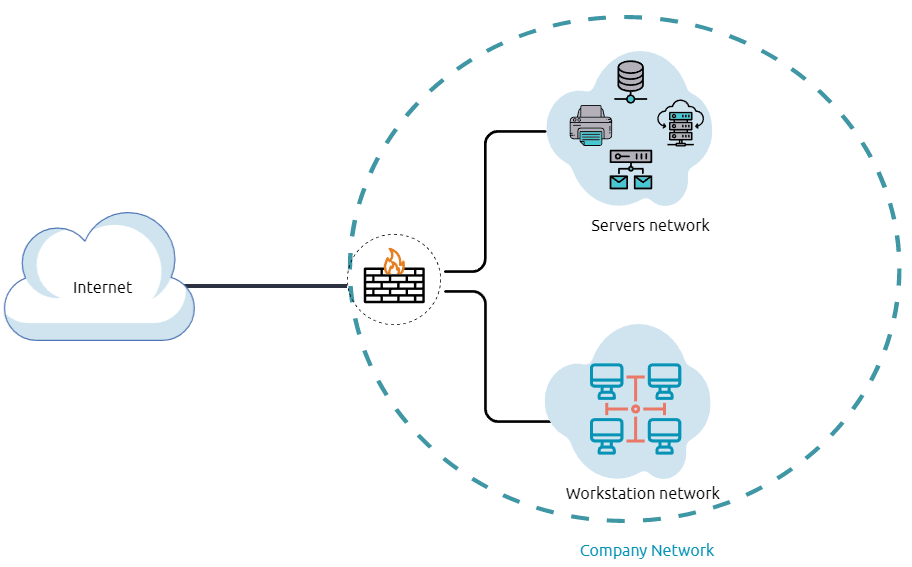 Servers network
Internet
Workstation network
Company Network